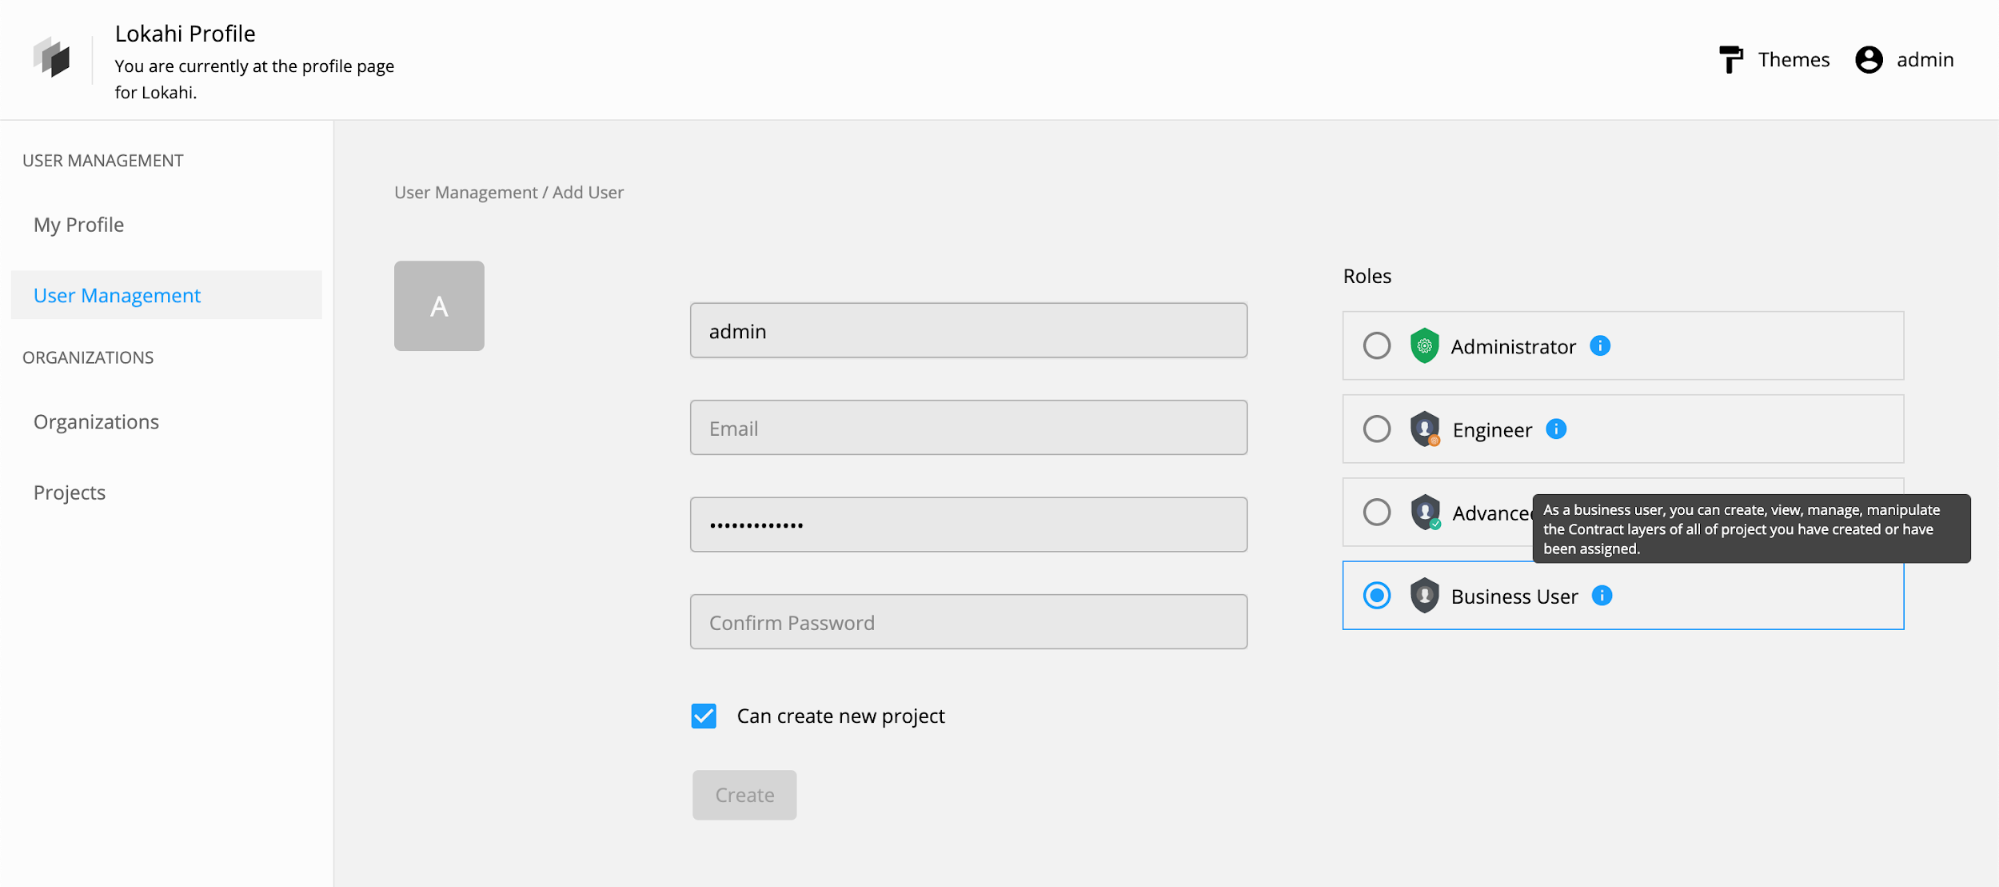 Lokahi Profile
You are currently at the profile page
for Lokahi.
Themes
admin
USER MANAGEMENT
My Profile
User Management
ORGANIZATIONS
Organizations
Projects
User Management / Add User
A
admin
Email
•••••••••••••
Confirm Password
Can create new project
Create
Roles
Administrator
Engineer
As a business user, you can create, view, manage, manipulate
the Contract layers of all of project you have created or have
been assigned.
Business User